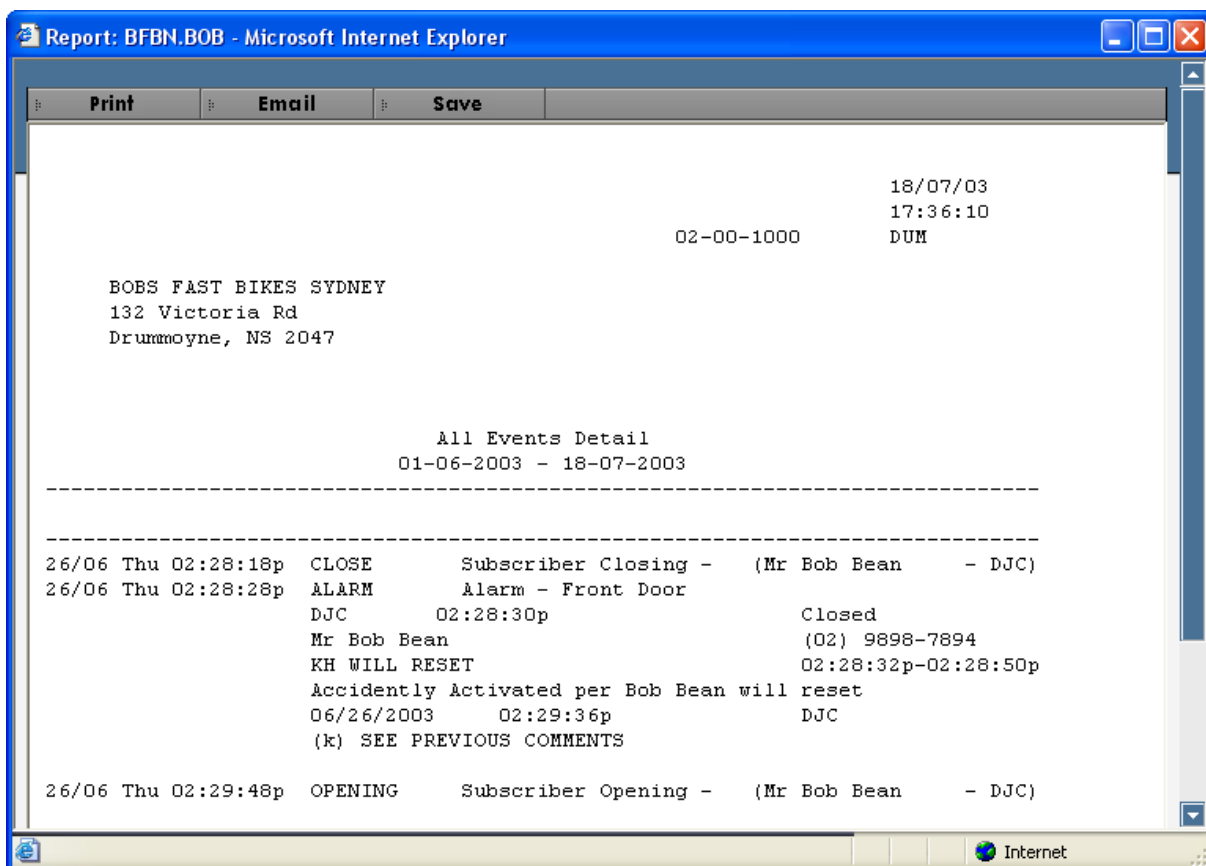 Report: BFBN.BOB - Microsoft Internet Explorer
Print Email Save
18/07/03
17:36:10
02-00-1000 DUM
BOBS FAST BIKES SYDNEY
132 Victoria Rd
Drummoyne, NS 2047
All Events Detail
01-06-2003 - 18-07-2003
--------------------------------------------------------------------------------
--------------------------------------------------------------------------------
26/06 Thu 02:28:18p CLOSE Subscriber Closing - (Mr Bob Bean - DJC)
26/06 Thu 02:28:28p ALARM Alarm - Front Door
DJC 02:28:30p Closed
Mr Bob Bean (02) 9898-7894
KH WILL RESET 02:28:32p-02:28:50p
Accidently Activated per Bob Bean will reset
06/26/2003 02:29:36p DJC
(k) SEE PREVIOUS COMMENTS
26/06 Thu 02:29:48p OPENING Subscriber Opening - (Mr Bob Bean - DJC)
Internet